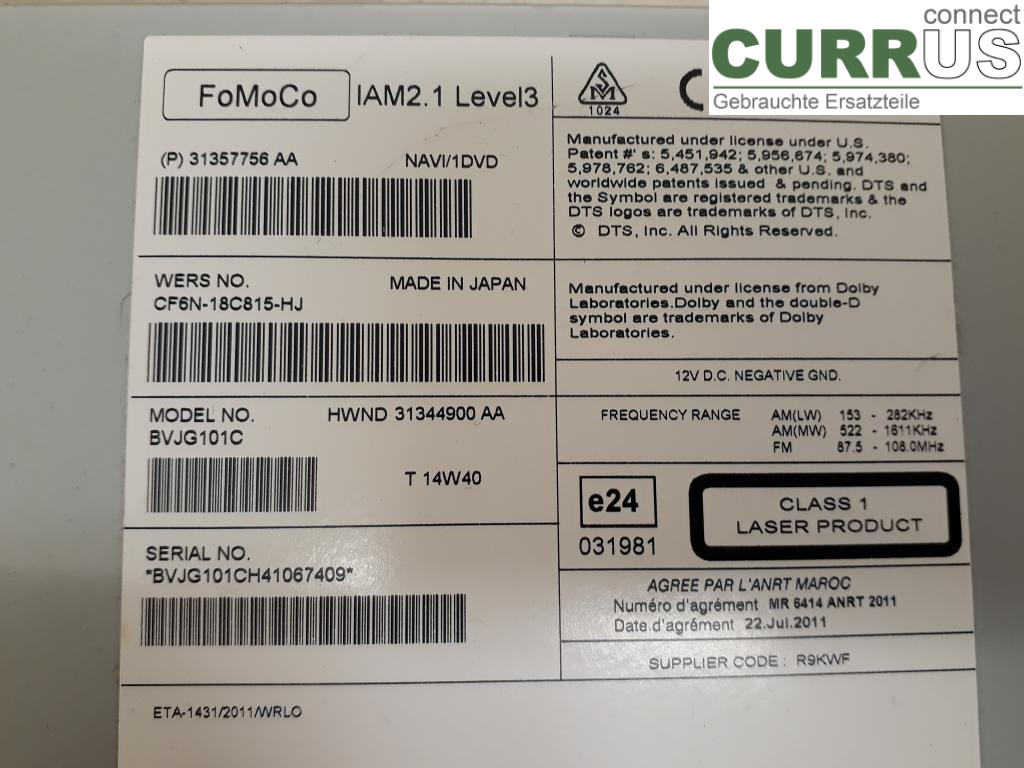 connect
CURRUS
Gebrauchte Ersatzteile
FoMoCo
IAM2.1 Level3
(P) 31357756 AA
NAVI/1DVD
WERS NO.
MADE IN JAPAN
CF6N-18C815-HJ
MODEL NO.
HWND 31344900 AA
BVJG101C
T 14W40
SERIAL NO.
*BVJG101CH41067409*
ETA-1431/2011/WRLO
1024
Manufactured under license under U.S.
Patent #' s: 5,451,942; 5,956,674; 5,974,380;
5,978,762; 6,487,535 & other U.S. and
worldwide patents issued & pending. DTS and
the Symbol are registered trademarks & the
DTS logos are trademarks of DTS, Inc.
© DTS, Inc. All Rights Reserved.
Manufactured under license from Dolby
Laboratories.Dolby and the double-D
symbol are trademarks of Dolby
Laboratories.
12V D.C. NEGATIVE GND.
FREQUENCY RANGE AM(LW) 153 - 282KHz
AM(MW) 522 - 1611KHz
FM 87.5 - 108.0MHz
e24
031981
CLASS 1
LASER PRODUCT
AGREE PAR L'ANRT MAROC
Numéro d'agrément MR 6414 ANRT 2011
Date d'agrément 22.Jul.2011
SUPPLIER CODE : R9KWF